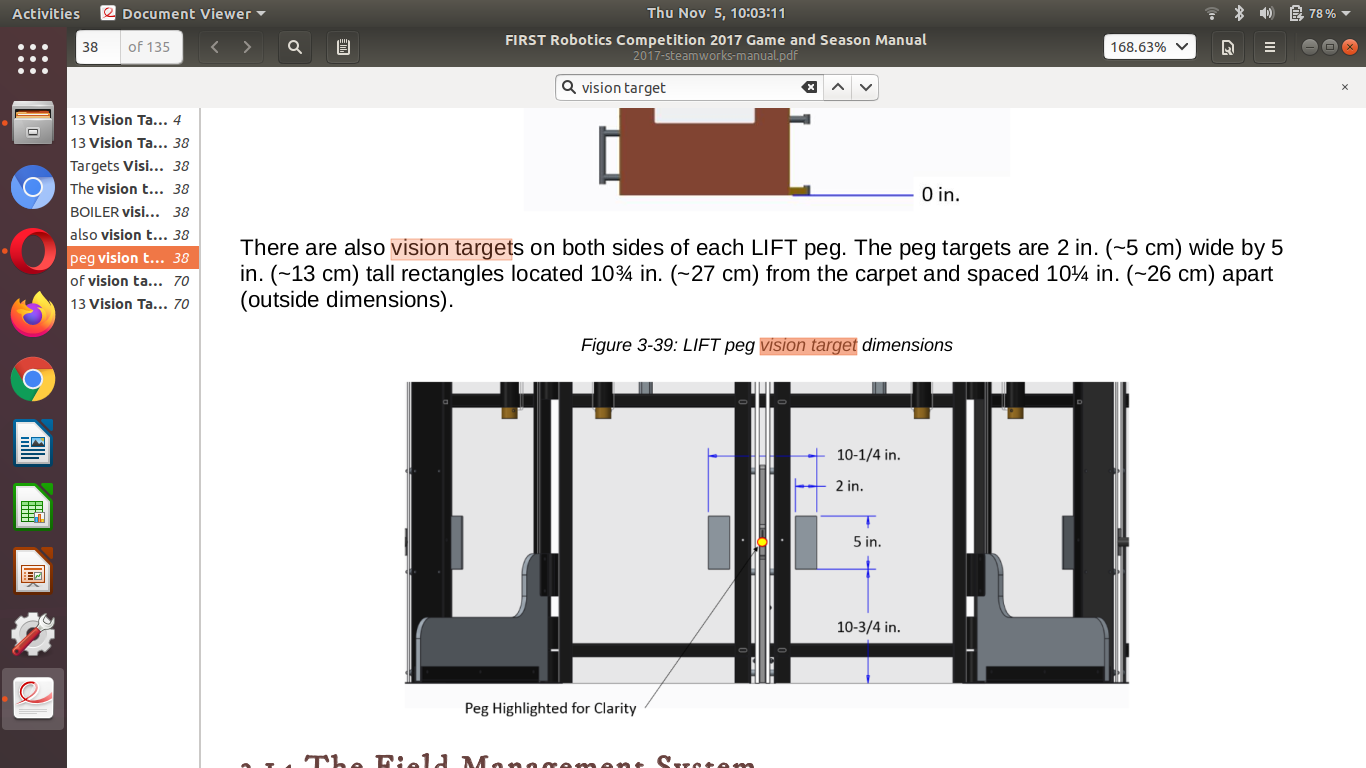 Activities Document Viewer Thu Nov 5, 10:03:11 78%
38 of 135 FIRST Robotics Competition 2017 Game and Season Manual 168.63%
2017-steamworks-manual.pdf
vision target
13 Vision Ta... 4
13 Vision Ta... 38
Targets Visi... 38
The vision t... 38
BOILER visi... 38
also vision t... 38
peg vision t... 38
of vision ta... 70
13 Vision Ta... 70
0 in.
There are also vision targets on both sides of each LIFT peg. The peg targets are 2 in. (~5 cm) wide by 5
in. (~13 cm) tall rectangles located 10¾ in. (~27 cm) from the carpet and spaced 10¼ in. (~26 cm) apart
(outside dimensions).
Figure 3-39: LIFT peg vision target dimensions
10-1/4 in.
2 in.
5 in.
10-3/4 in.
Peg Highlighted for Clarity
The Field Management System